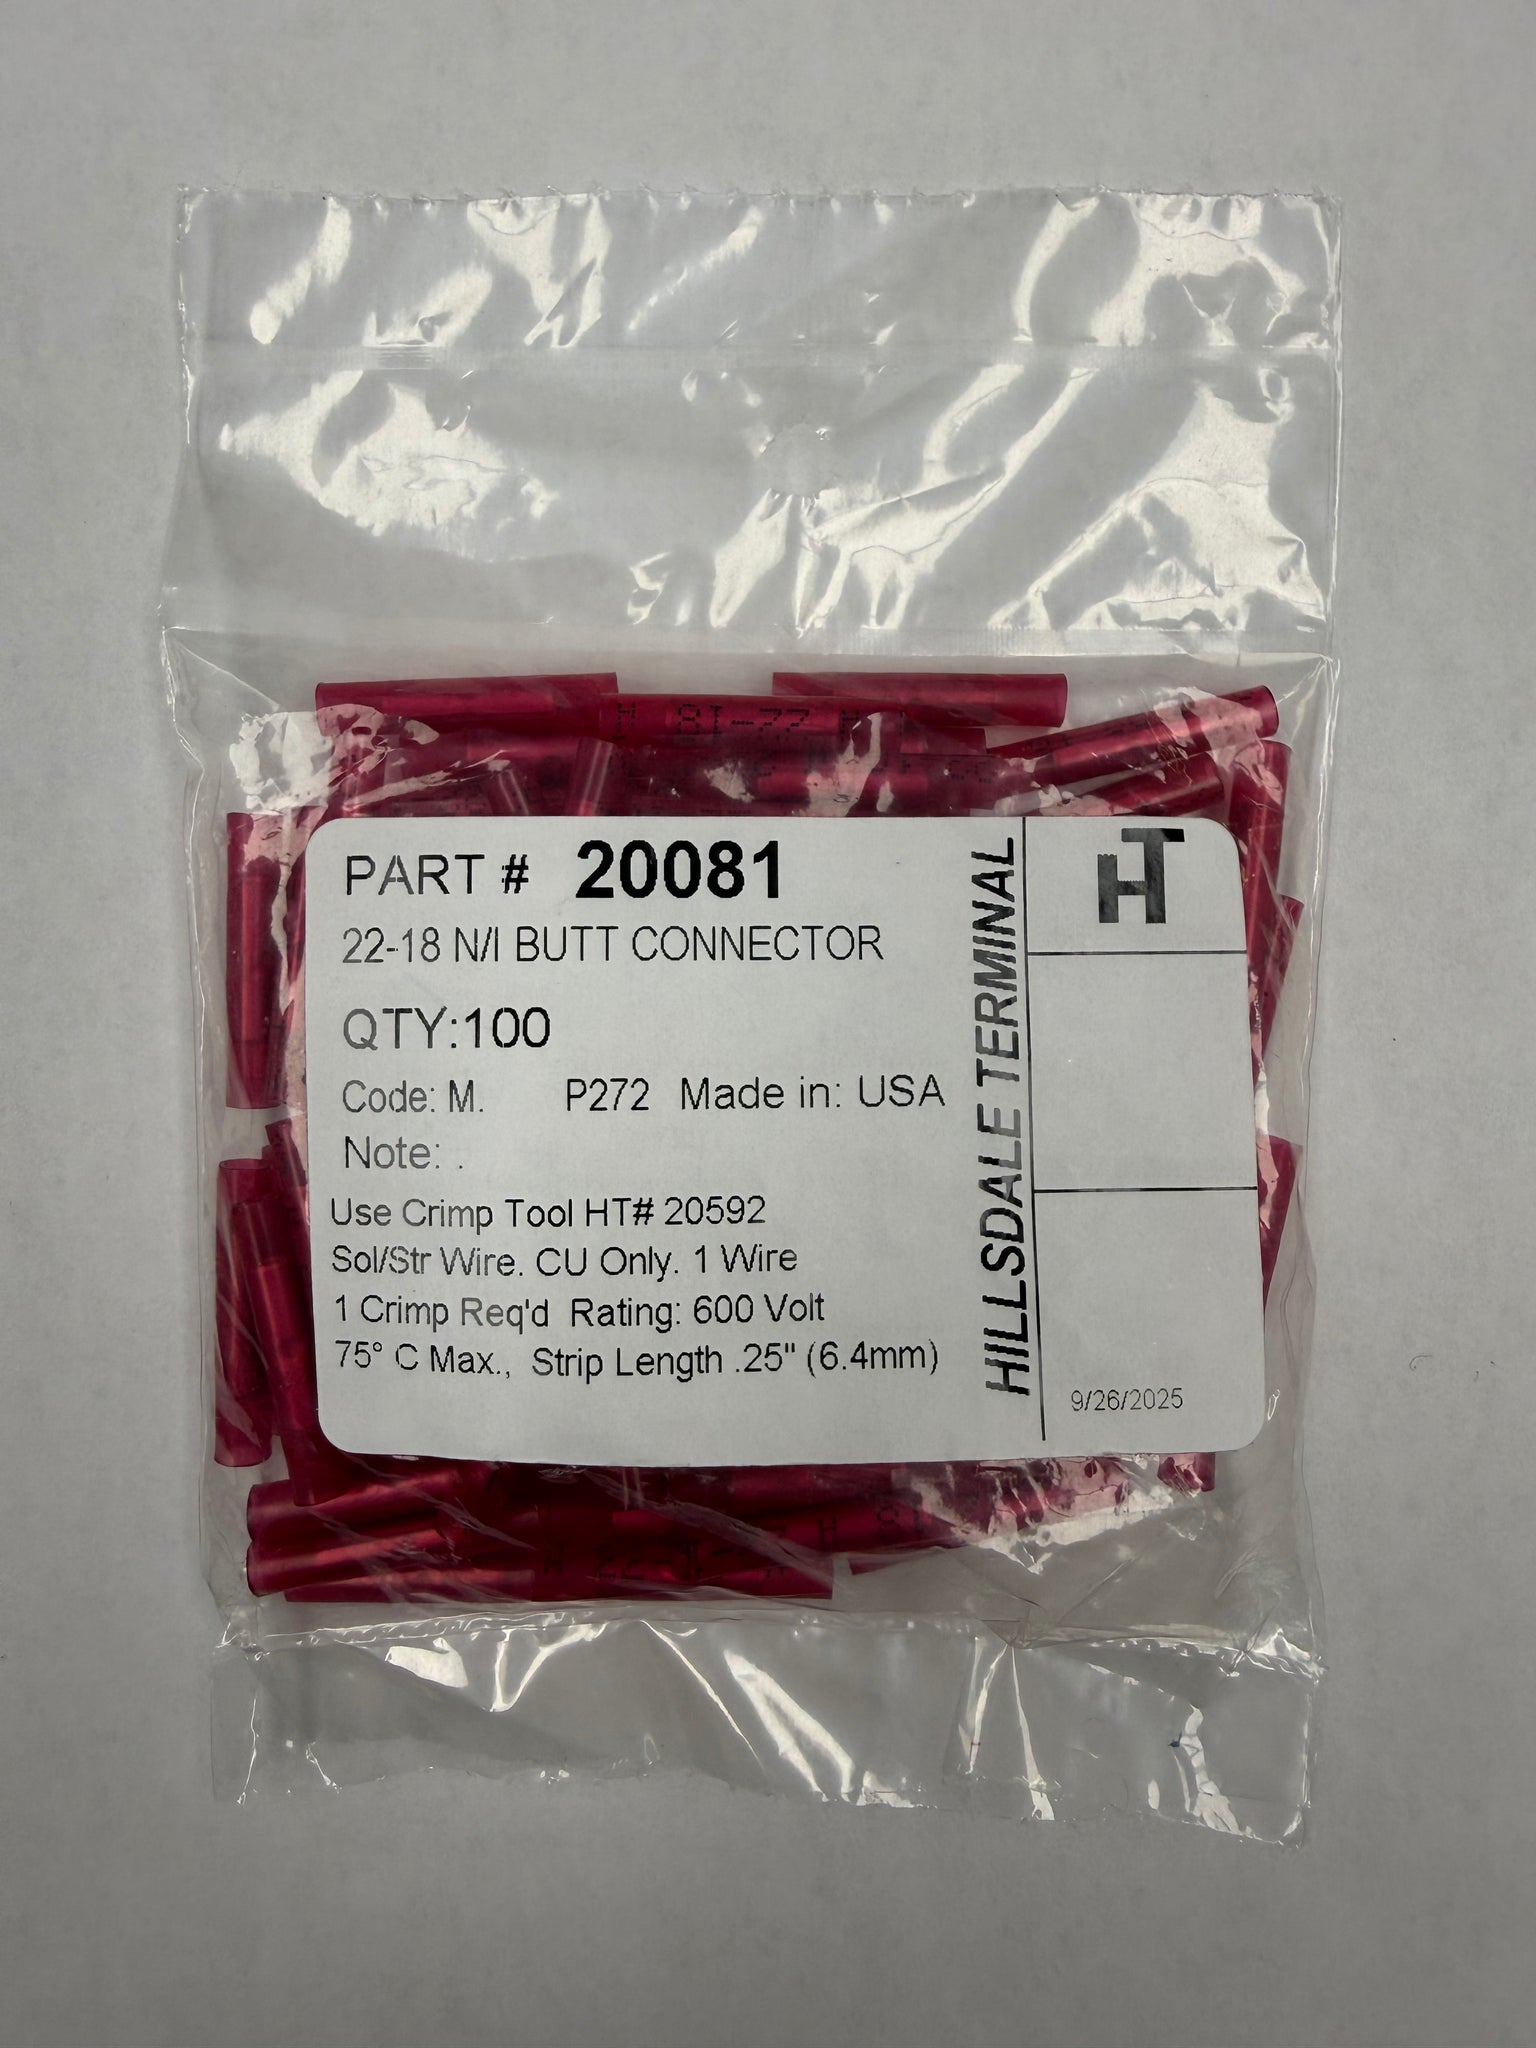 H 22-18 H
PART # 20081
22-18 N/I BUTT CONNECTOR
QTY:100
Code: M. P272 Made in: USA
Note: .
Use Crimp Tool HT# 20592
Sol/Str Wire. CU Only. 1 Wire
1 Crimp Req'd Rating: 600 Volt
75° C Max., Strip Length .25" (6.4mm)
HILLSDALE TERMINAL
HT
9/26/2025